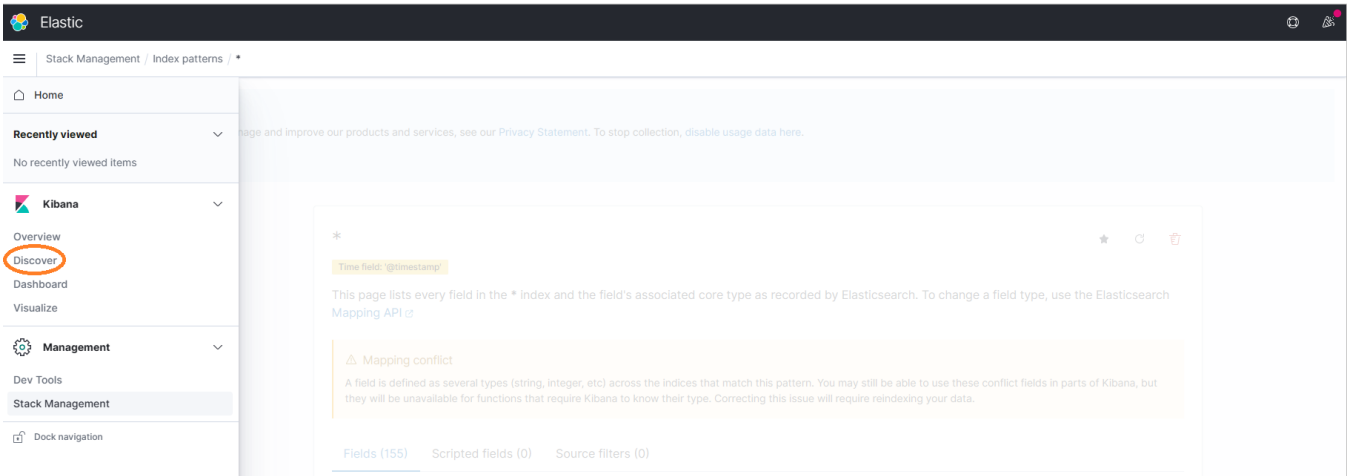 Elastic
Stack Management / Index patterns / *
Home
Recently viewed
No recently viewed items
Kibana
Overview
Discover
Dashboard
Visualize
Management
Dev Tools
Stack Management
Dock navigation
and improve our products and services, see our Privacy Statement. To stop collection, disable usage data here.
*
Time field: '@timestamp'
This page lists every field in the * index and the field's associated core type as recorded by Elasticsearch. To change a field type, use the Elasticsearch
Mapping API
Mapping conflict
A field is defined as several types (string, integer, etc) across the indices that match this pattern. You may still be able to use these conflict fields in parts of Kibana, but
they will be unavailable for functions that require Kibana to know their type. Correcting this issue will require reindexing your data.
Fields (155) Scripted fields (0) Source filters (0)